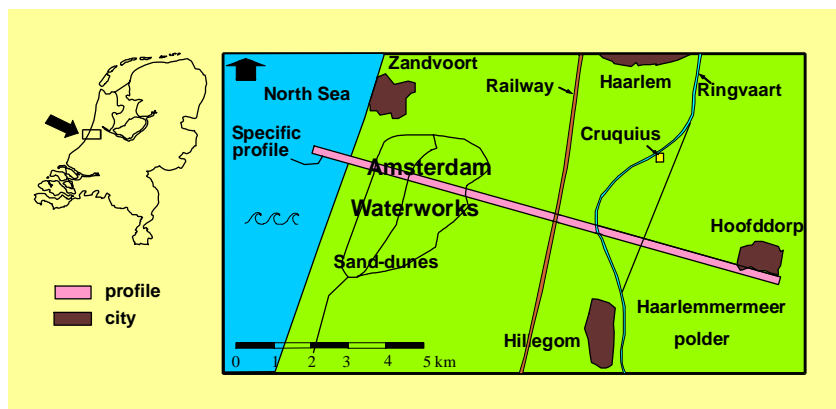 Zandvoort
North Sea
Railway
Haarlem
Ringvaart
Specific
profile
Cruquius
Amsterdam
Waterworks
Hoofddorp
Sand-dunes
profile
city
Haarlemmermeer
polder
Hillegom
0 1 2 3 4 5 km